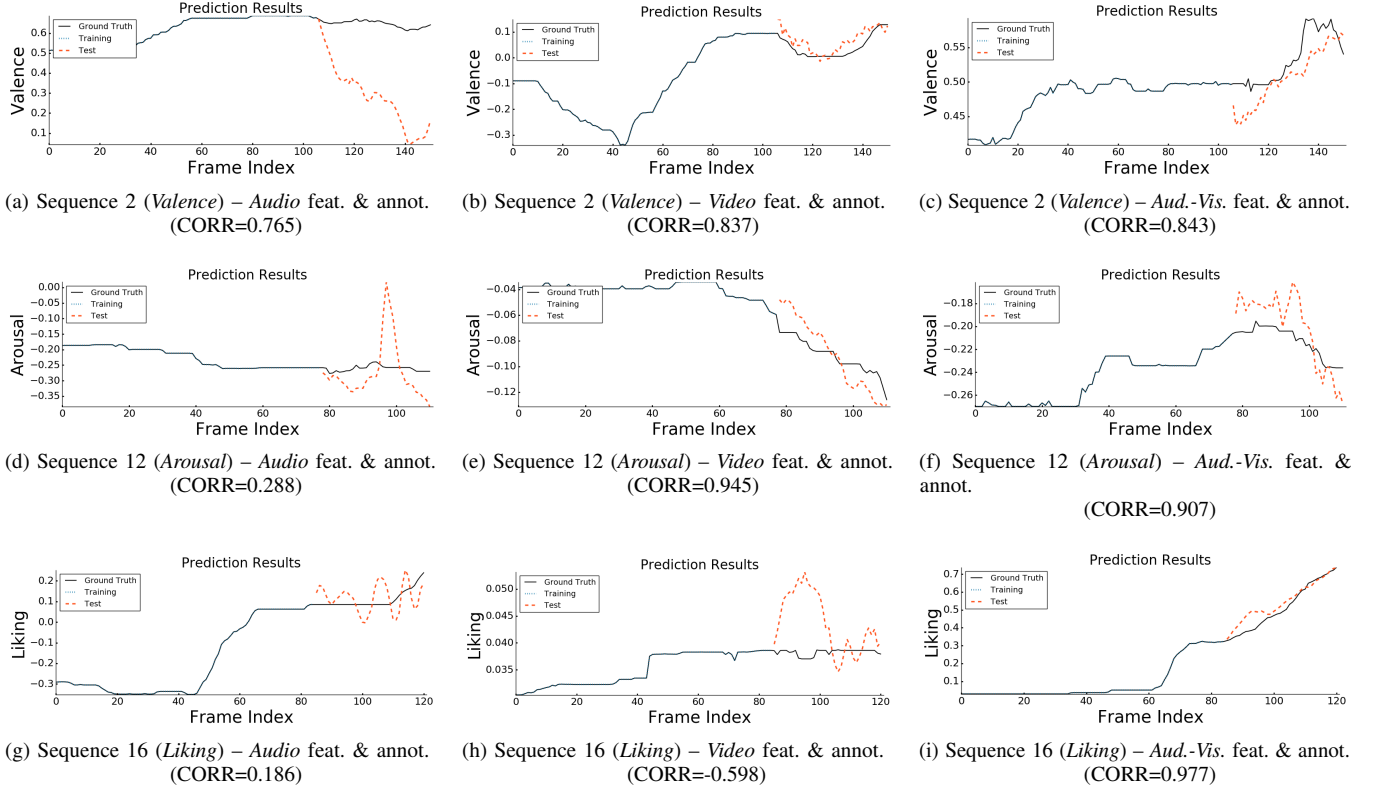 Prediction Results
Valence
0.6
0.5
0.4
0.3
0.2
0.1
Ground Truth
Training
Test
0 20 40 60 80 100 120 140
Frame Index
(a) Sequence 2 (Valence) – Audio feat. & annot.
(CORR=0.765)
Prediction Results
Valence
0.1
0.0
−0.1
−0.2
−0.3
Ground Truth
Training
Test
0 20 40 60 80 100 120 140
Frame Index
(b) Sequence 2 (Valence) – Video feat. & annot.
(CORR=0.837)
Prediction Results
Valence
0.55
0.50
0.45
Ground Truth
Training
Test
0 20 40 60 80 100 120 140
Frame Index
(c) Sequence 2 (Valence) – Aud.-Vis. feat. & annot.
(CORR=0.843)
Prediction Results
Arousal
0.00
−0.05
−0.10
−0.15
−0.20
−0.25
−0.30
−0.35
Ground Truth
Training
Test
0 20 40 60 80 100
Frame Index
(d) Sequence 12 (Arousal) – Audio feat. & annot.
(CORR=0.288)
Prediction Results
Arousal
−0.04
−0.06
−0.08
−0.10
−0.12
Ground Truth
Training
Test
0 20 40 60 80 100
Frame Index
(e) Sequence 12 (Arousal) – Video feat. & annot.
(CORR=0.945)
Prediction Results
Arousal
−0.18
−0.20
−0.22
−0.24
−0.26
Ground Truth
Training
Test
0 20 40 60 80 100
Frame Index
(f) Sequence 12 (Arousal) – Aud.-Vis. feat. &
annot.
(CORR=0.907)
Prediction Results
Liking
0.2
0.1
0.0
−0.1
−0.2
−0.3
Ground Truth
Training
Test
0 20 40 60 80 100 120
Frame Index
(g) Sequence 16 (Liking) – Audio feat. & annot.
(CORR=0.186)
Prediction Results
Liking
0.050
0.045
0.040
0.035
Ground Truth
Training
Test
0 20 40 60 80 100 120
Frame Index
(h) Sequence 16 (Liking) – Video feat. & annot.
(CORR=-0.598)
Prediction Results
Liking
0.7
0.6
0.5
0.4
0.3
0.2
0.1
Ground Truth
Training
Test
0 20 40 60 80 100 120
Frame Index
(i) Sequence 16 (Liking) – Aud.-Vis. feat. & annot.
(CORR=0.977)